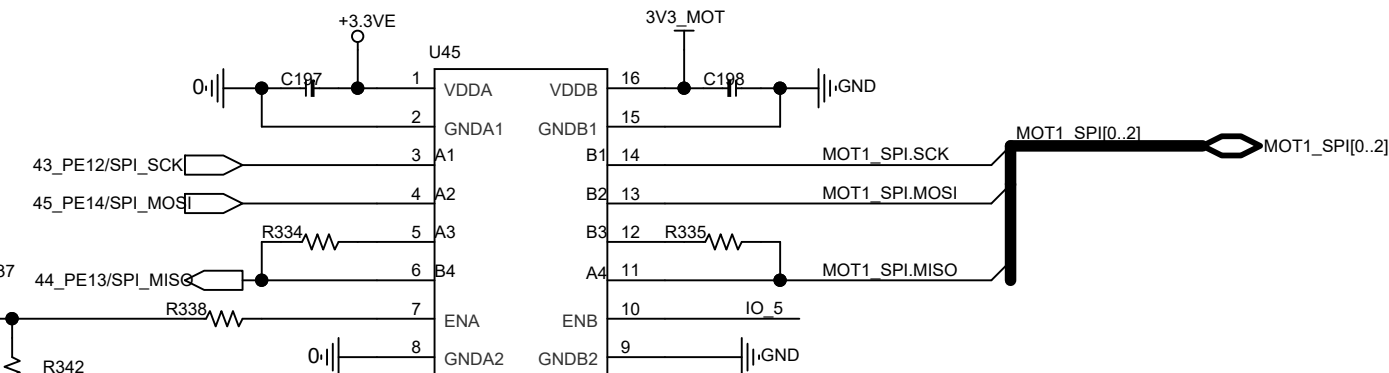 +3.3VE
3V3_MOT
U45
0
C197
1
VDDA
VDDB
16
C198
GND
2
GNDA1
GNDB1
15
43_PE12/SPI_SCK
3
A1
B1
14
MOT1_SPI.SCK
MOT1_SPI[0..2]
MOT1_SPI[0..2]
45_PE14/SPI_MOSI
4
A2
B2
13
MOT1_SPI.MOSI
R334
5
A3
B3
12
R335
37
44_PE13/SPI_MISO
6
B4
A4
11
MOT1_SPI.MISO
R338
7
ENA
ENB
10
IO_5
R342
0
8
GNDA2
GNDB2
9
GND